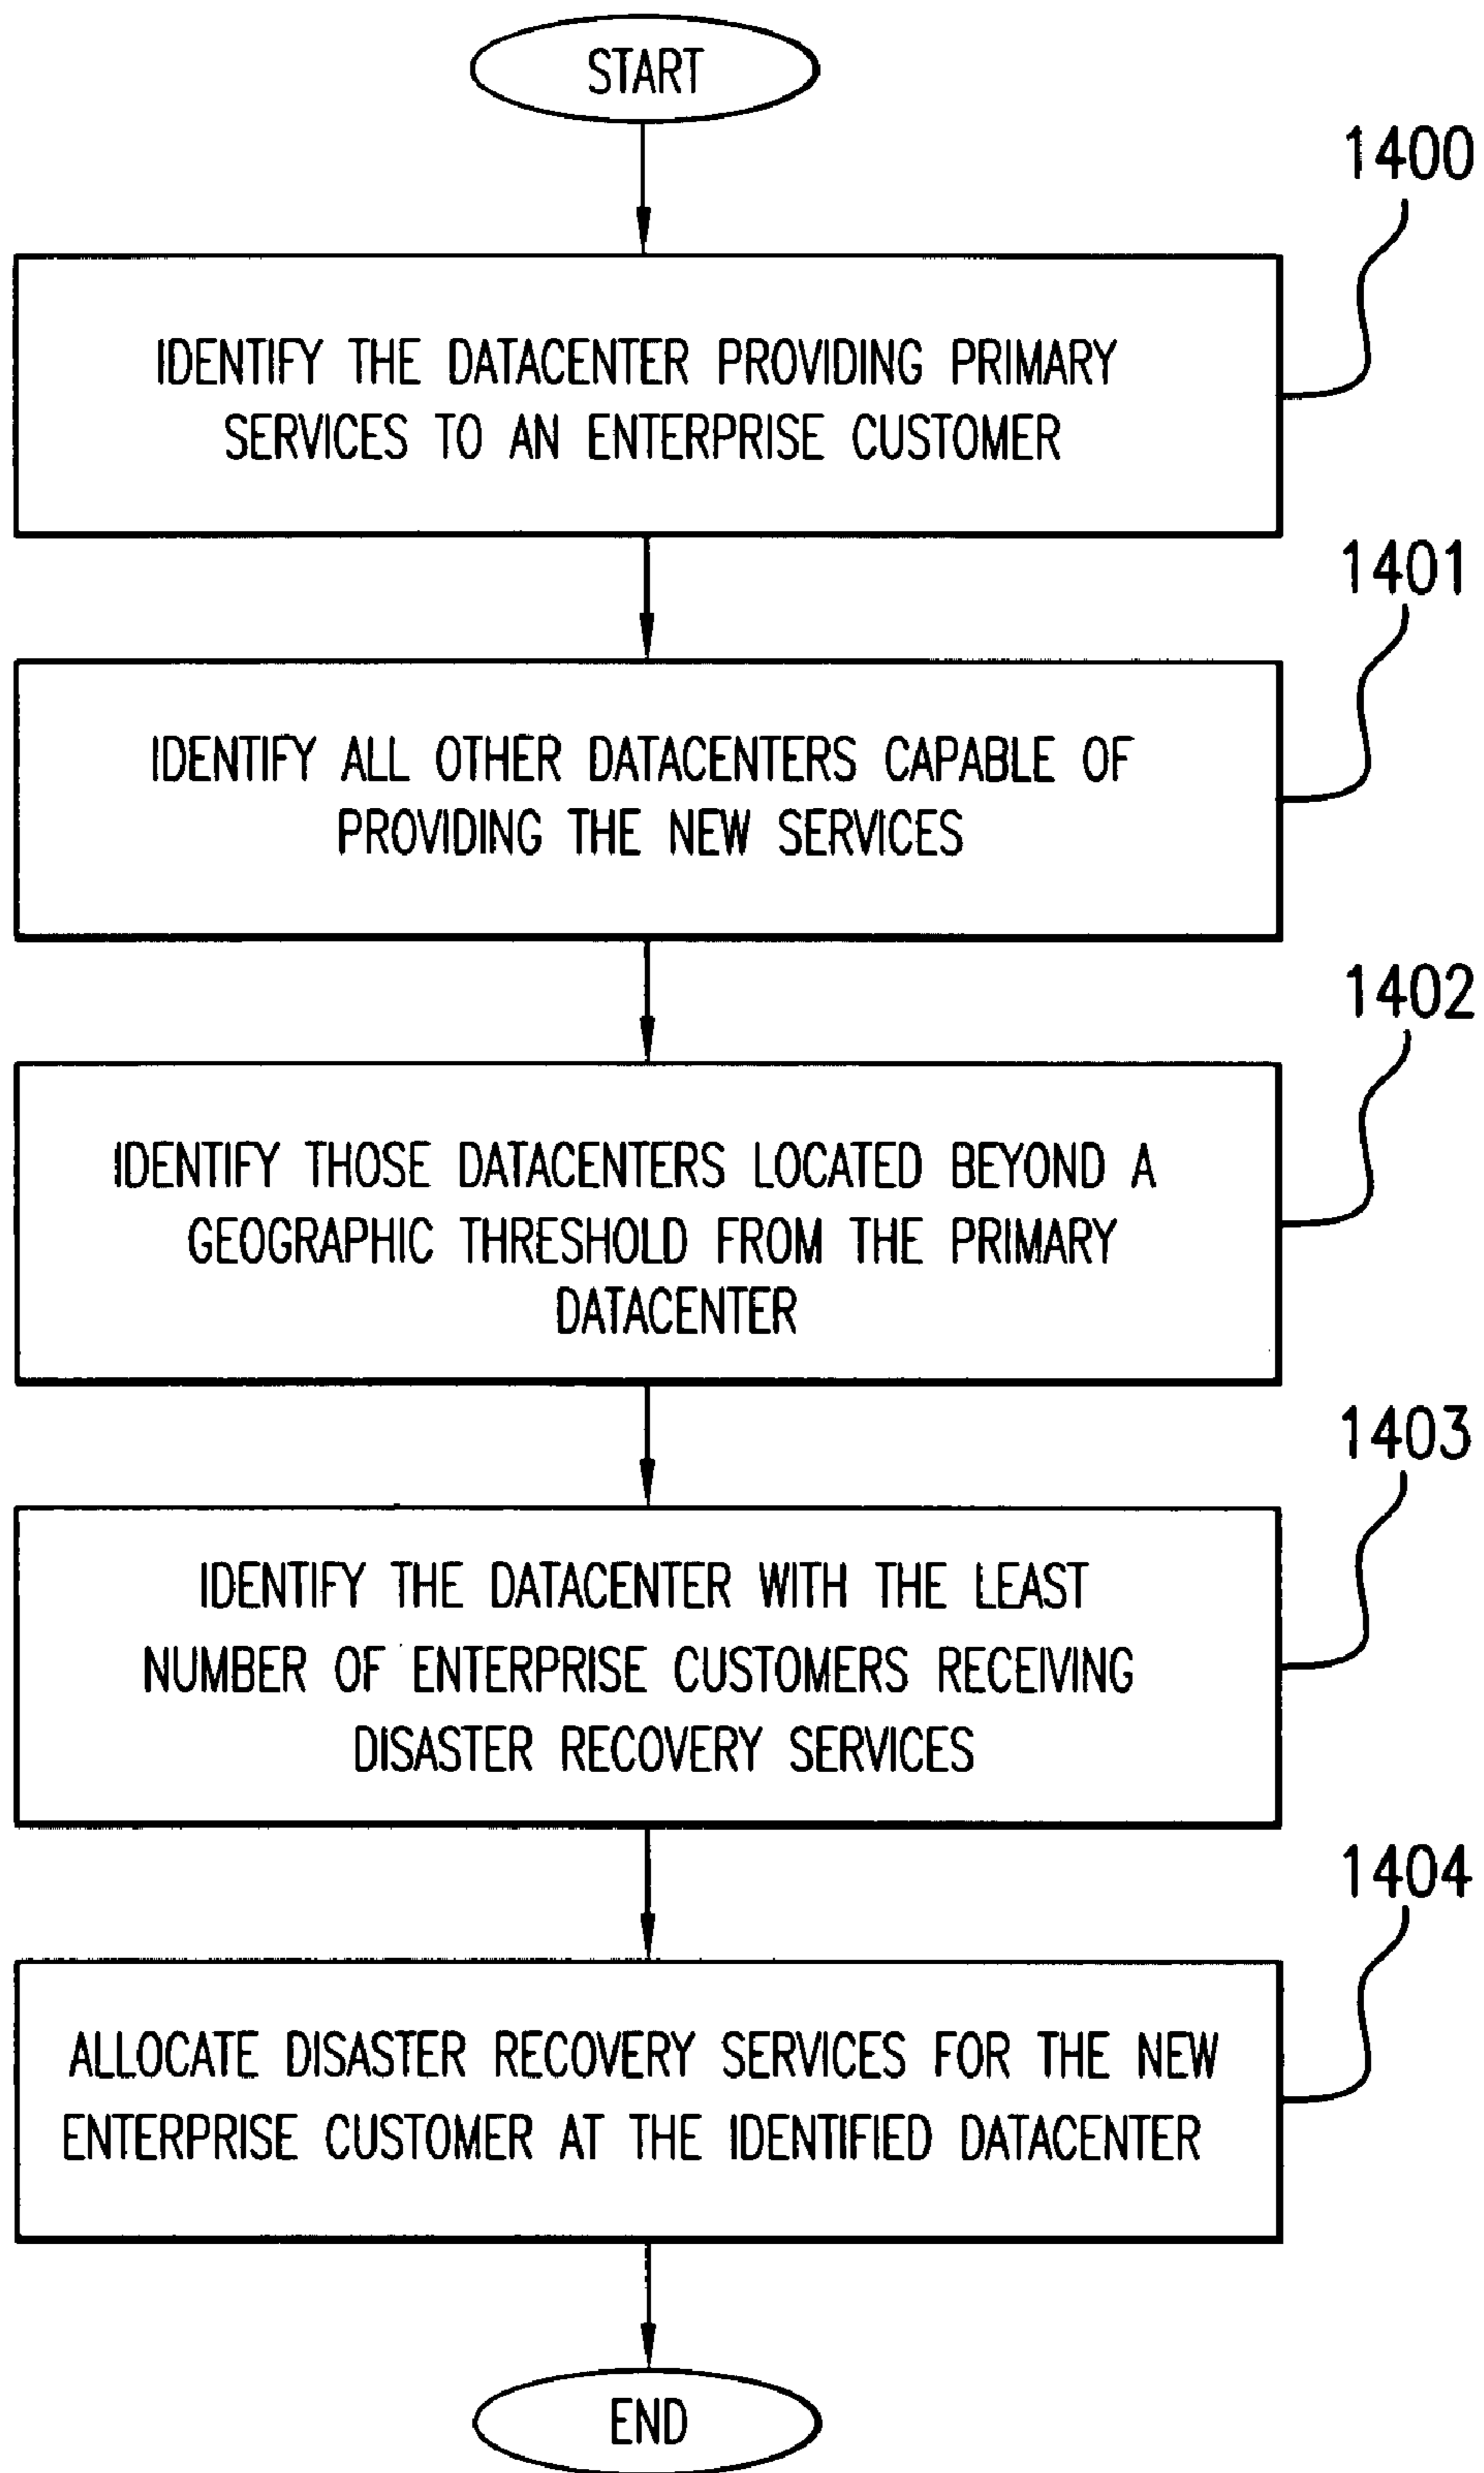 START
1400
IDENTIFY THE DATACENTER PROVIDING PRIMARY
SERVICES TO AN ENTERPRISE CUSTOMER
1401
IDENTIFY ALL OTHER DATACENTERS CAPABLE OF
PROVIDING THE NEW SERVICES
1402
IDENTIFY THOSE DATACENTERS LOCATED BEYOND A
GEOGRAPHIC THRESHOLD FROM THE PRIMARY
DATACENTER
1403
IDENTIFY THE DATACENTER WITH THE LEAST
NUMBER OF ENTERPRISE CUSTOMERS RECEIVING
DISASTER RECOVERY SERVICES
1404
ALLOCATE DISASTER RECOVERY SERVICES FOR THE NEW
ENTERPRISE CUSTOMER AT THE IDENTIFIED DATACENTER
END